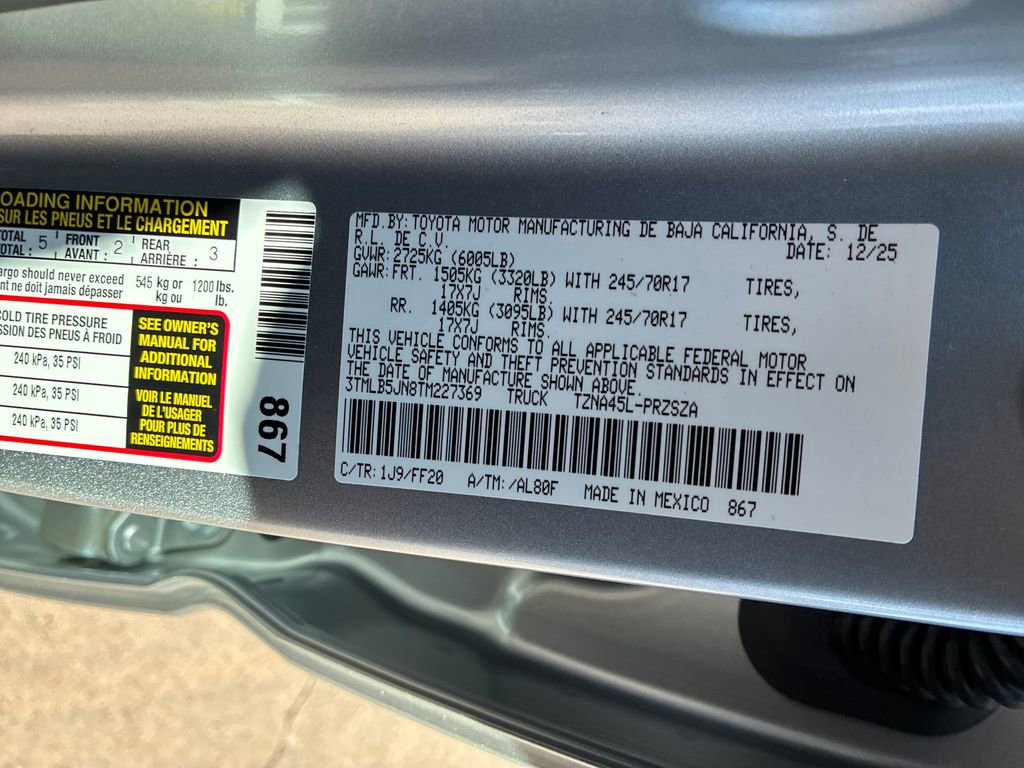 OADING INFORMATION
SUR LES PNEUS ET LE CHARGEMENT
TOTAL 5 FRONT 2 REAR 3
TOTAL : AVANT : ARRIÈRE :
argo should never exceed 545 kg or 1200 lbs.
nt ne doit jamais dépasser kg ou lb.
COLD TIRE PRESSURE
SSION DES PNEUS À FROID
240 kPa, 35 PSI
240 kPa, 35 PSI
240 kPa, 35 PSI
SEE OWNER'S
MANUAL FOR
ADDITIONAL
INFORMATION
VOIR LE MANUEL
DE L'USAGER
POUR PLUS DE
RENSEIGNEMENTS
867
MFD.BY:TOYOTA MOTOR MANUFACTURING DE BAJA CALIFORNIA, S. DE
R.L. DE C.V. DATE: 12/25
GVWR:2725KG (6005LB)
GAWR:FRT. 1505KG (3320LB) WITH 245/70R17 TIRES,
17X7J RIMS.
RR. 1405KG (3095LB) WITH 245/70R17 TIRES,
17X7J RIMS.
THIS VEHICLE CONFORMS TO ALL APPLICABLE FEDERAL MOTOR
VEHICLE SAFETY AND THEFT PREVENTION STANDARDS IN EFFECT ON
THE DATE OF MANUFACTURE SHOWN ABOVE.
3TMLB5JN8TM227369 TRUCK TZNA45L-PRZSZA
C/TR:1J9/FF20 A/TM:/AL80F MADE IN MEXICO 867